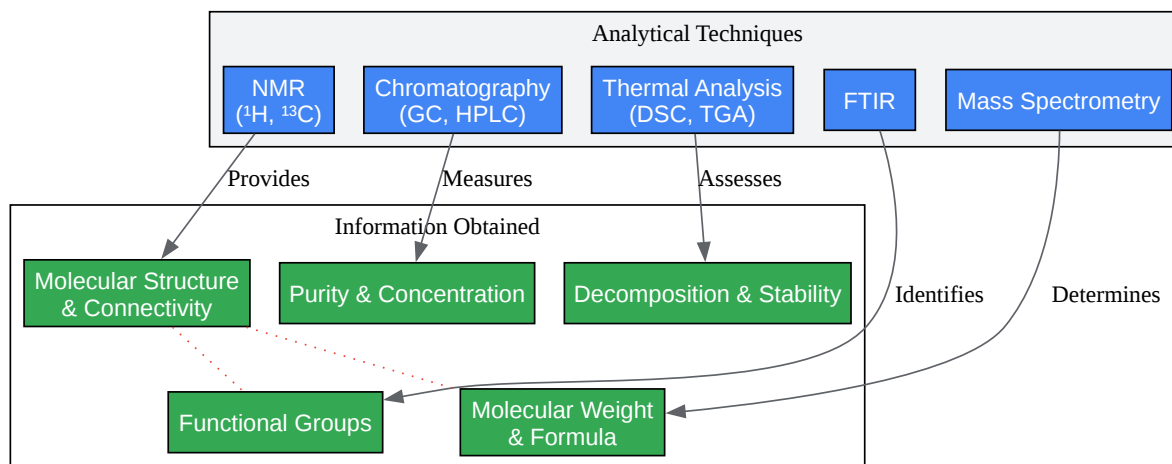 Analytical Techniques
NMR
(¹H, ¹³C)
Chromatography
(GC, HPLC)
Thermal Analysis
(DSC, TGA)
FTIR
Mass Spectrometry
Provides
Measures
Assesses
Information Obtained
Molecular Structure
& Connectivity
Purity & Concentration
Decomposition & Stability
Identifies
Determines
Functional Groups
Molecular Weight
& Formula